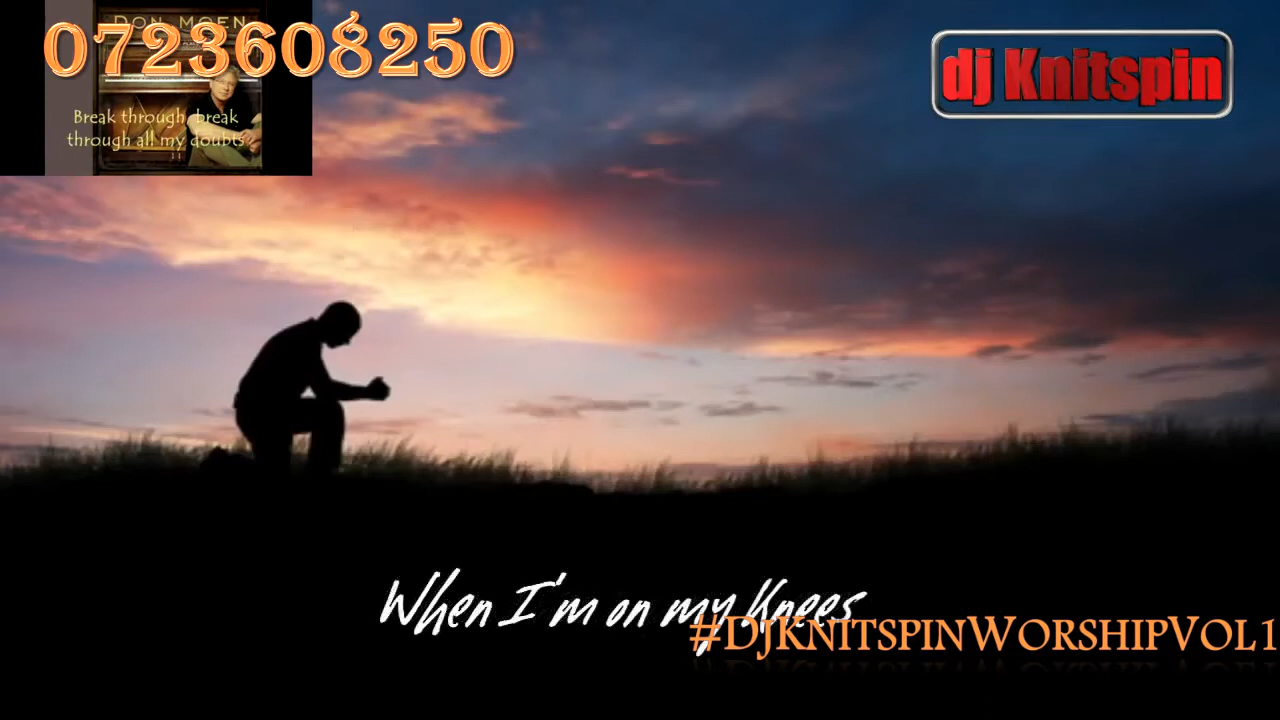 DON MOEN
0723608250
dj Knitspin
Break through, break
through all my doubts
When I'm on my Knees
#DJKNITSPINWORSHIPVOL1